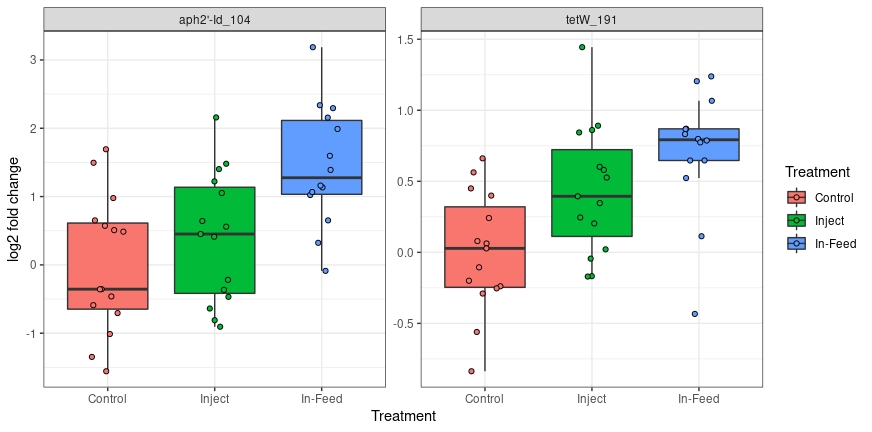 aph2'-Id_104
tetW_191
log2 fold change
3
2
1
0
-1
1.5
1.0
0.5
0.0
-0.5
Control
Inject
In-Feed
Control
Inject
In-Feed
Treatment
Treatment
Control
Inject
In-Feed